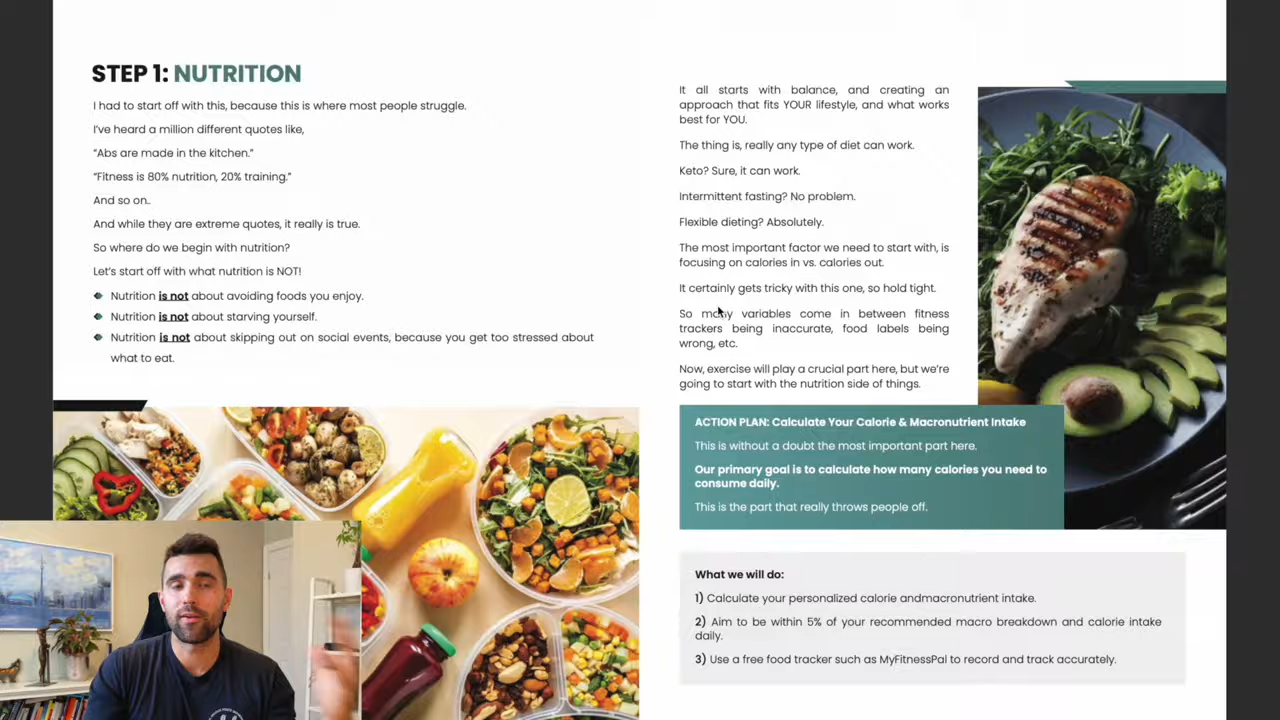 STEP 1: NUTRITION
I had to start off with this, because this is where most people struggle.
I've heard a million different quotes like,
“Abs are made in the kitchen.”
“Fitness is 80% nutrition, 20% training.”
And so on..
And while they are extreme quotes, it really is true.
So where do we begin with nutrition?
Let's start off with what nutrition is NOT!
Nutrition is not about avoiding foods you enjoy.
Nutrition is not about starving yourself.
Nutrition is not about skipping out on social events, because you get too stressed about
what to eat.
It all starts with balance, and creating an
approach that fits YOUR lifestyle, and what works
best for YOU.
The thing is, really any type of diet can work.
Keto? Sure, it can work.
Intermittent fasting? No problem.
Flexible dieting? Absolutely.
The most important factor we need to start with, is
focusing on calories in vs. calories out.
It certainly gets tricky with this one, so hold tight.
So many variables come in between fitness
trackers being inaccurate, food labels being
wrong, etc.
Now, exercise will play a crucial part here, but we're
going to start with the nutrition side of things.
ACTION PLAN: Calculate Your Calorie & Macronutrient Intake
This is without a doubt the most important part here.
Our primary goal is to calculate how many calories you need to
consume daily.
This is the part that really throws people off.
What we will do:
1) Calculate your personalized calorie andmacronutrient intake.
2) Aim to be within 5% of your recommended macro breakdown and calorie intake
daily.
3) Use a free food tracker such as MyFitnessPal to record and track accurately.